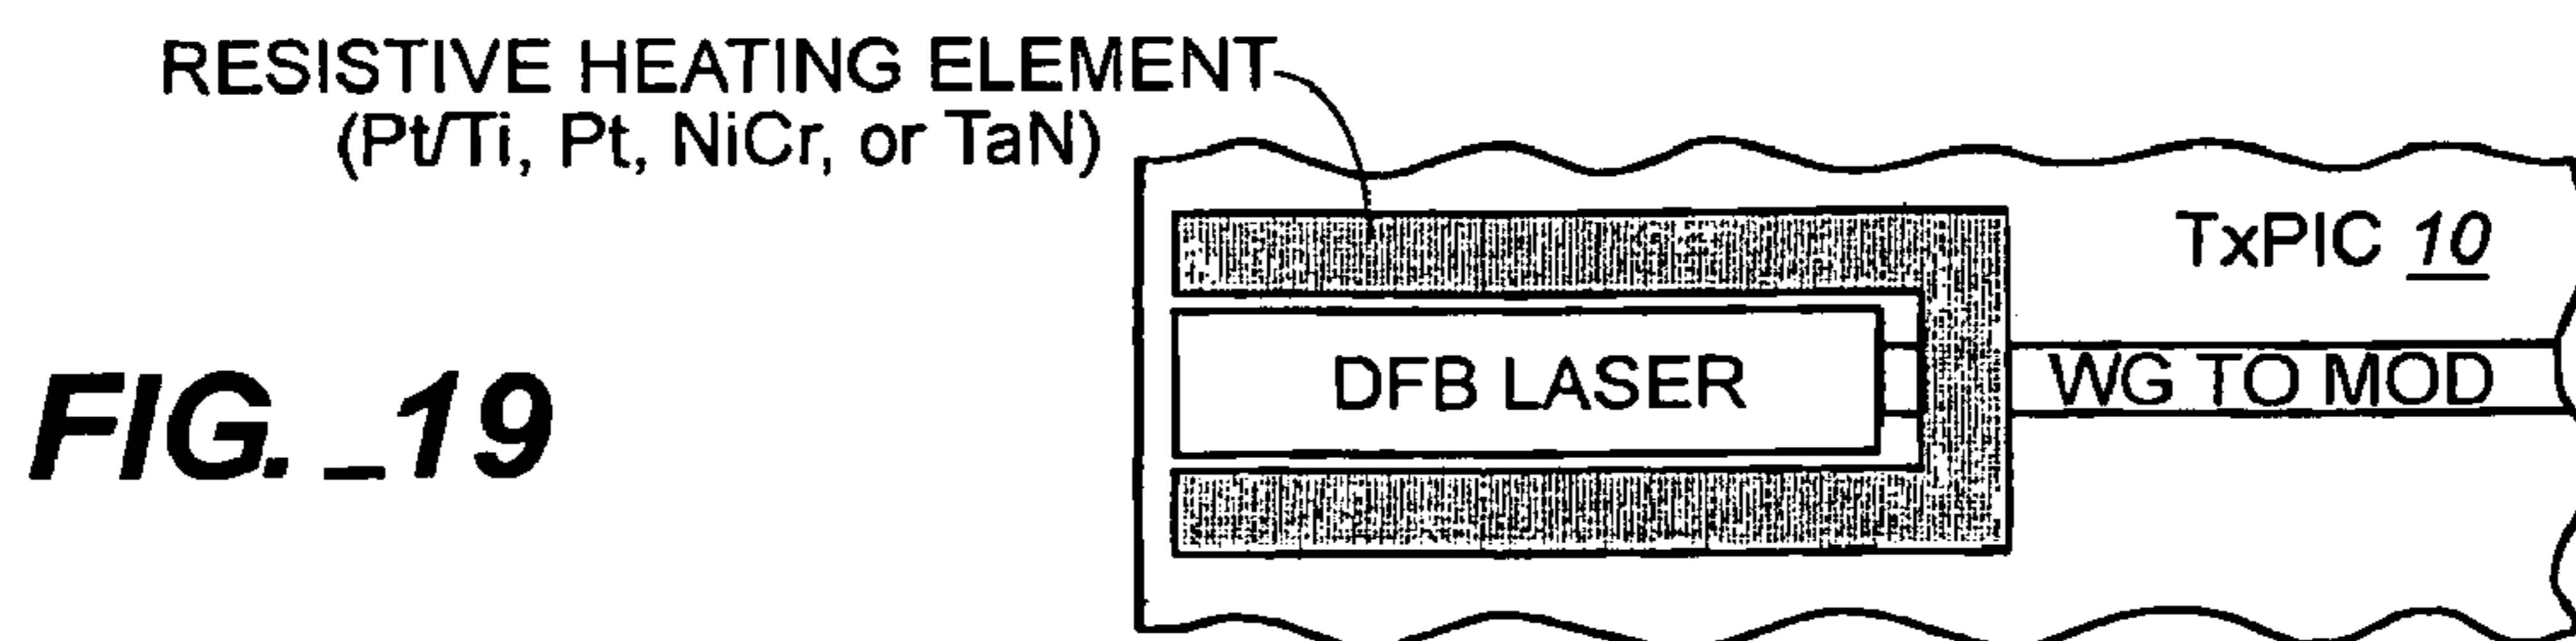 RESISTIVE HEATING ELEMENT
(Pt/Ti, Pt, NiCr, or TaN)
TxPIC 10
DFB LASER
WG TO MOD
FIG._19